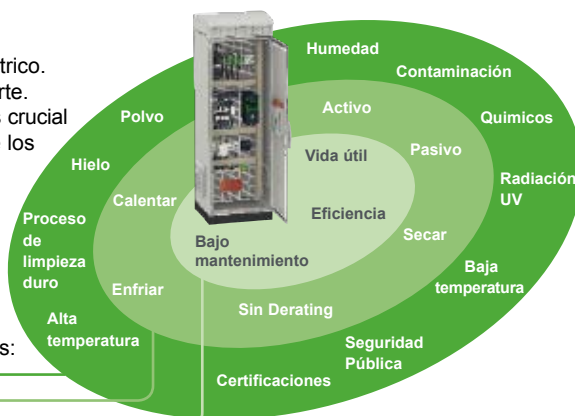 trico.
rte.
s crucial
los
s:
Humedad
Contaminación
Polvo
Activo
Quimicos
Hielo
Vida útil
Pasivo
Calentar
Radiación
UV
Proceso
de
limpieza
duro
Eficiencia
Bajo
mantenimiento
Secar
Baja
temperatura
Enfriar
Sin Derating
Alta
temperatura
Seguridad
Pública
Certificaciones